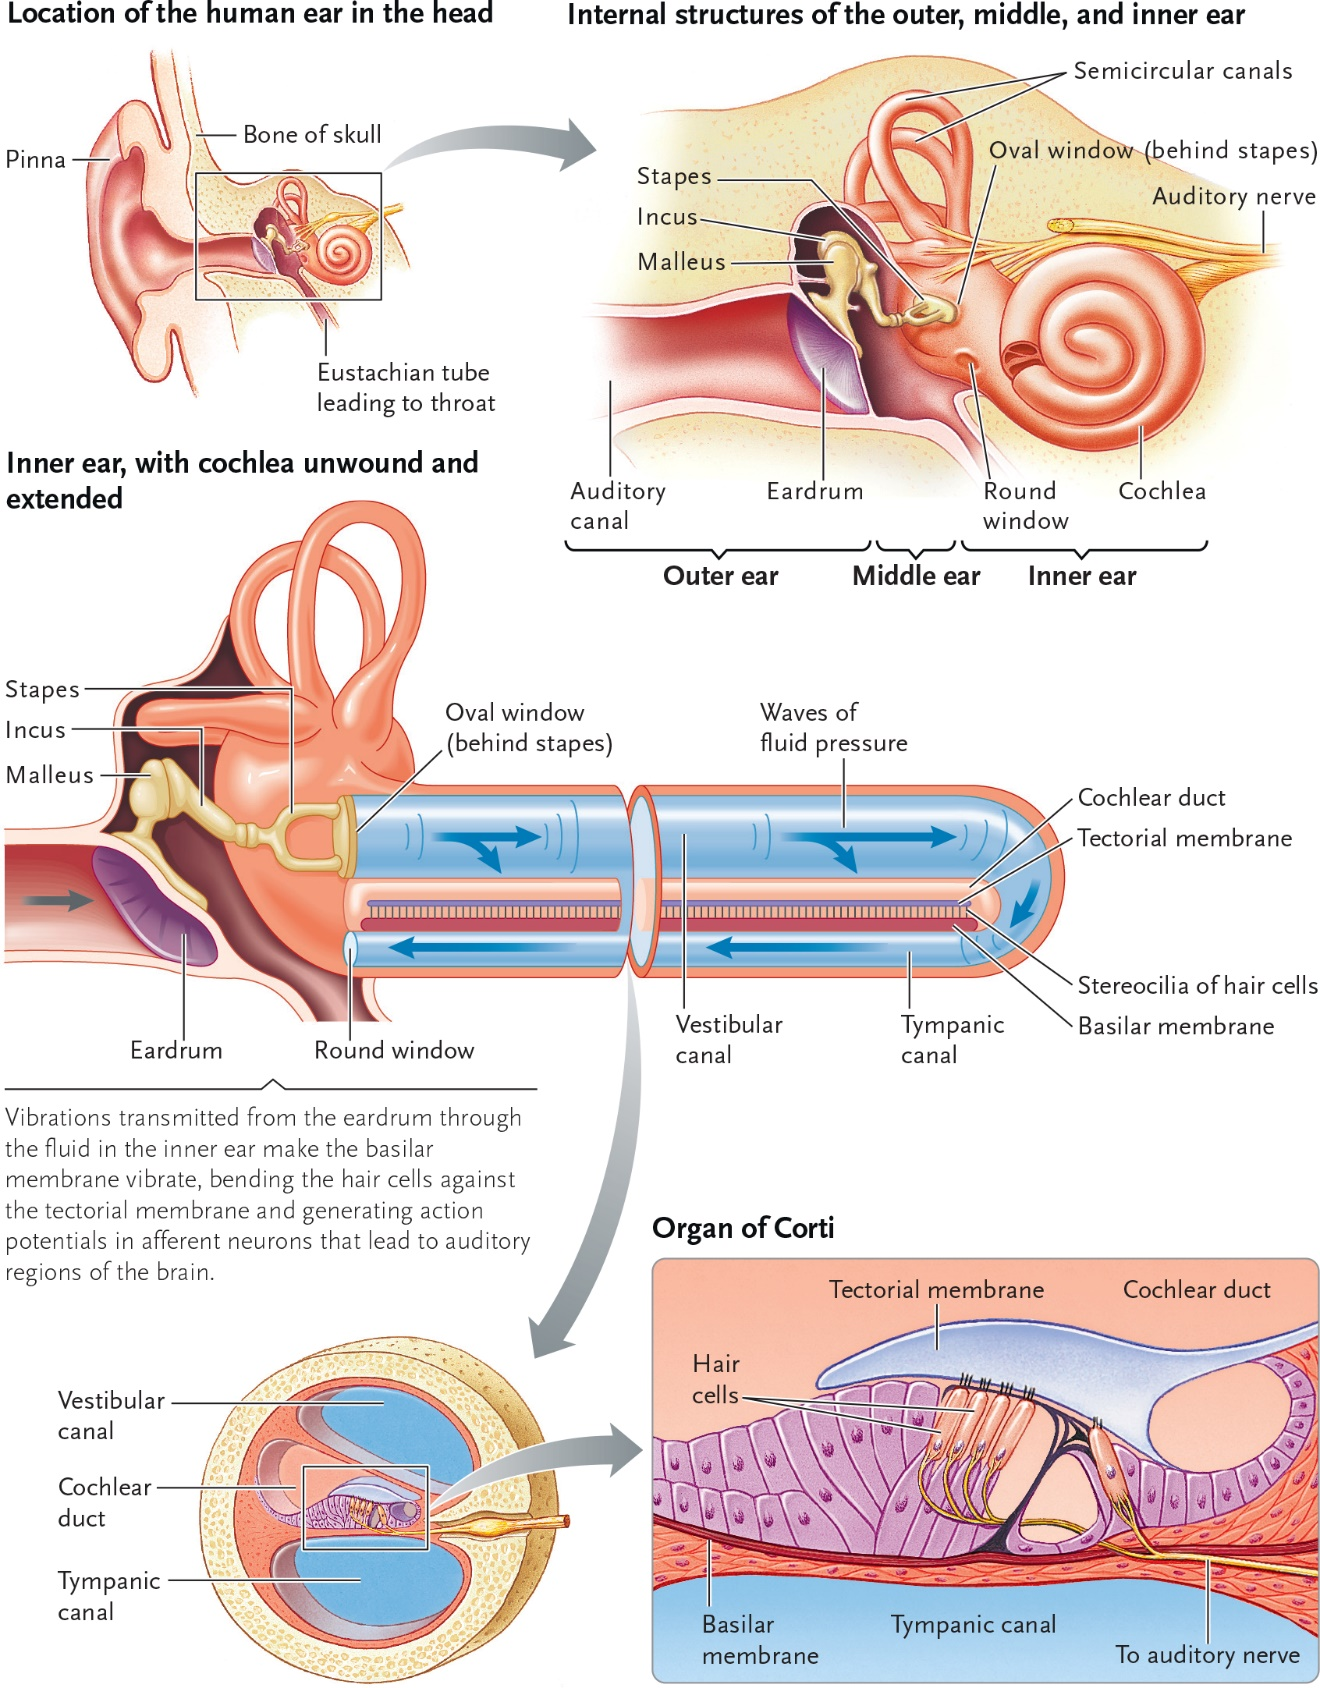 Location of the human ear in the head
Bone of skull
Pinna
Eustachian tube
leading to throat
Internal structures of the outer, middle, and inner ear
Semicircular canals
Oval window (behind stapes)
Stapes
Auditory nerve
Incus
Malleus
Auditory
canal
Eardrum
Round
window
Cochlea
Outer ear
Middle ear
Inner ear
Inner ear, with cochlea unwound and
extended
Stapes
Incus
Malleus
Oval window
(behind stapes)
Waves of
fluid pressure
Cochlear duct
Tectorial membrane
Stereocilia of hair cells
Basilar membrane
Vestibular
canal
Tympanic
canal
Eardrum
Round window
Vibrations transmitted from the eardrum through
the fluid in the inner ear make the basilar
membrane vibrate, bending the hair cells against
the tectorial membrane and generating action
potentials in afferent neurons that lead to auditory
regions of the brain.
Vestibular
canal
Cochlear
duct
Tympanic
canal
Organ of Corti
Tectorial membrane
Cochlear duct
Hair
cells
Basilar
membrane
Tympanic canal
To auditory nerve